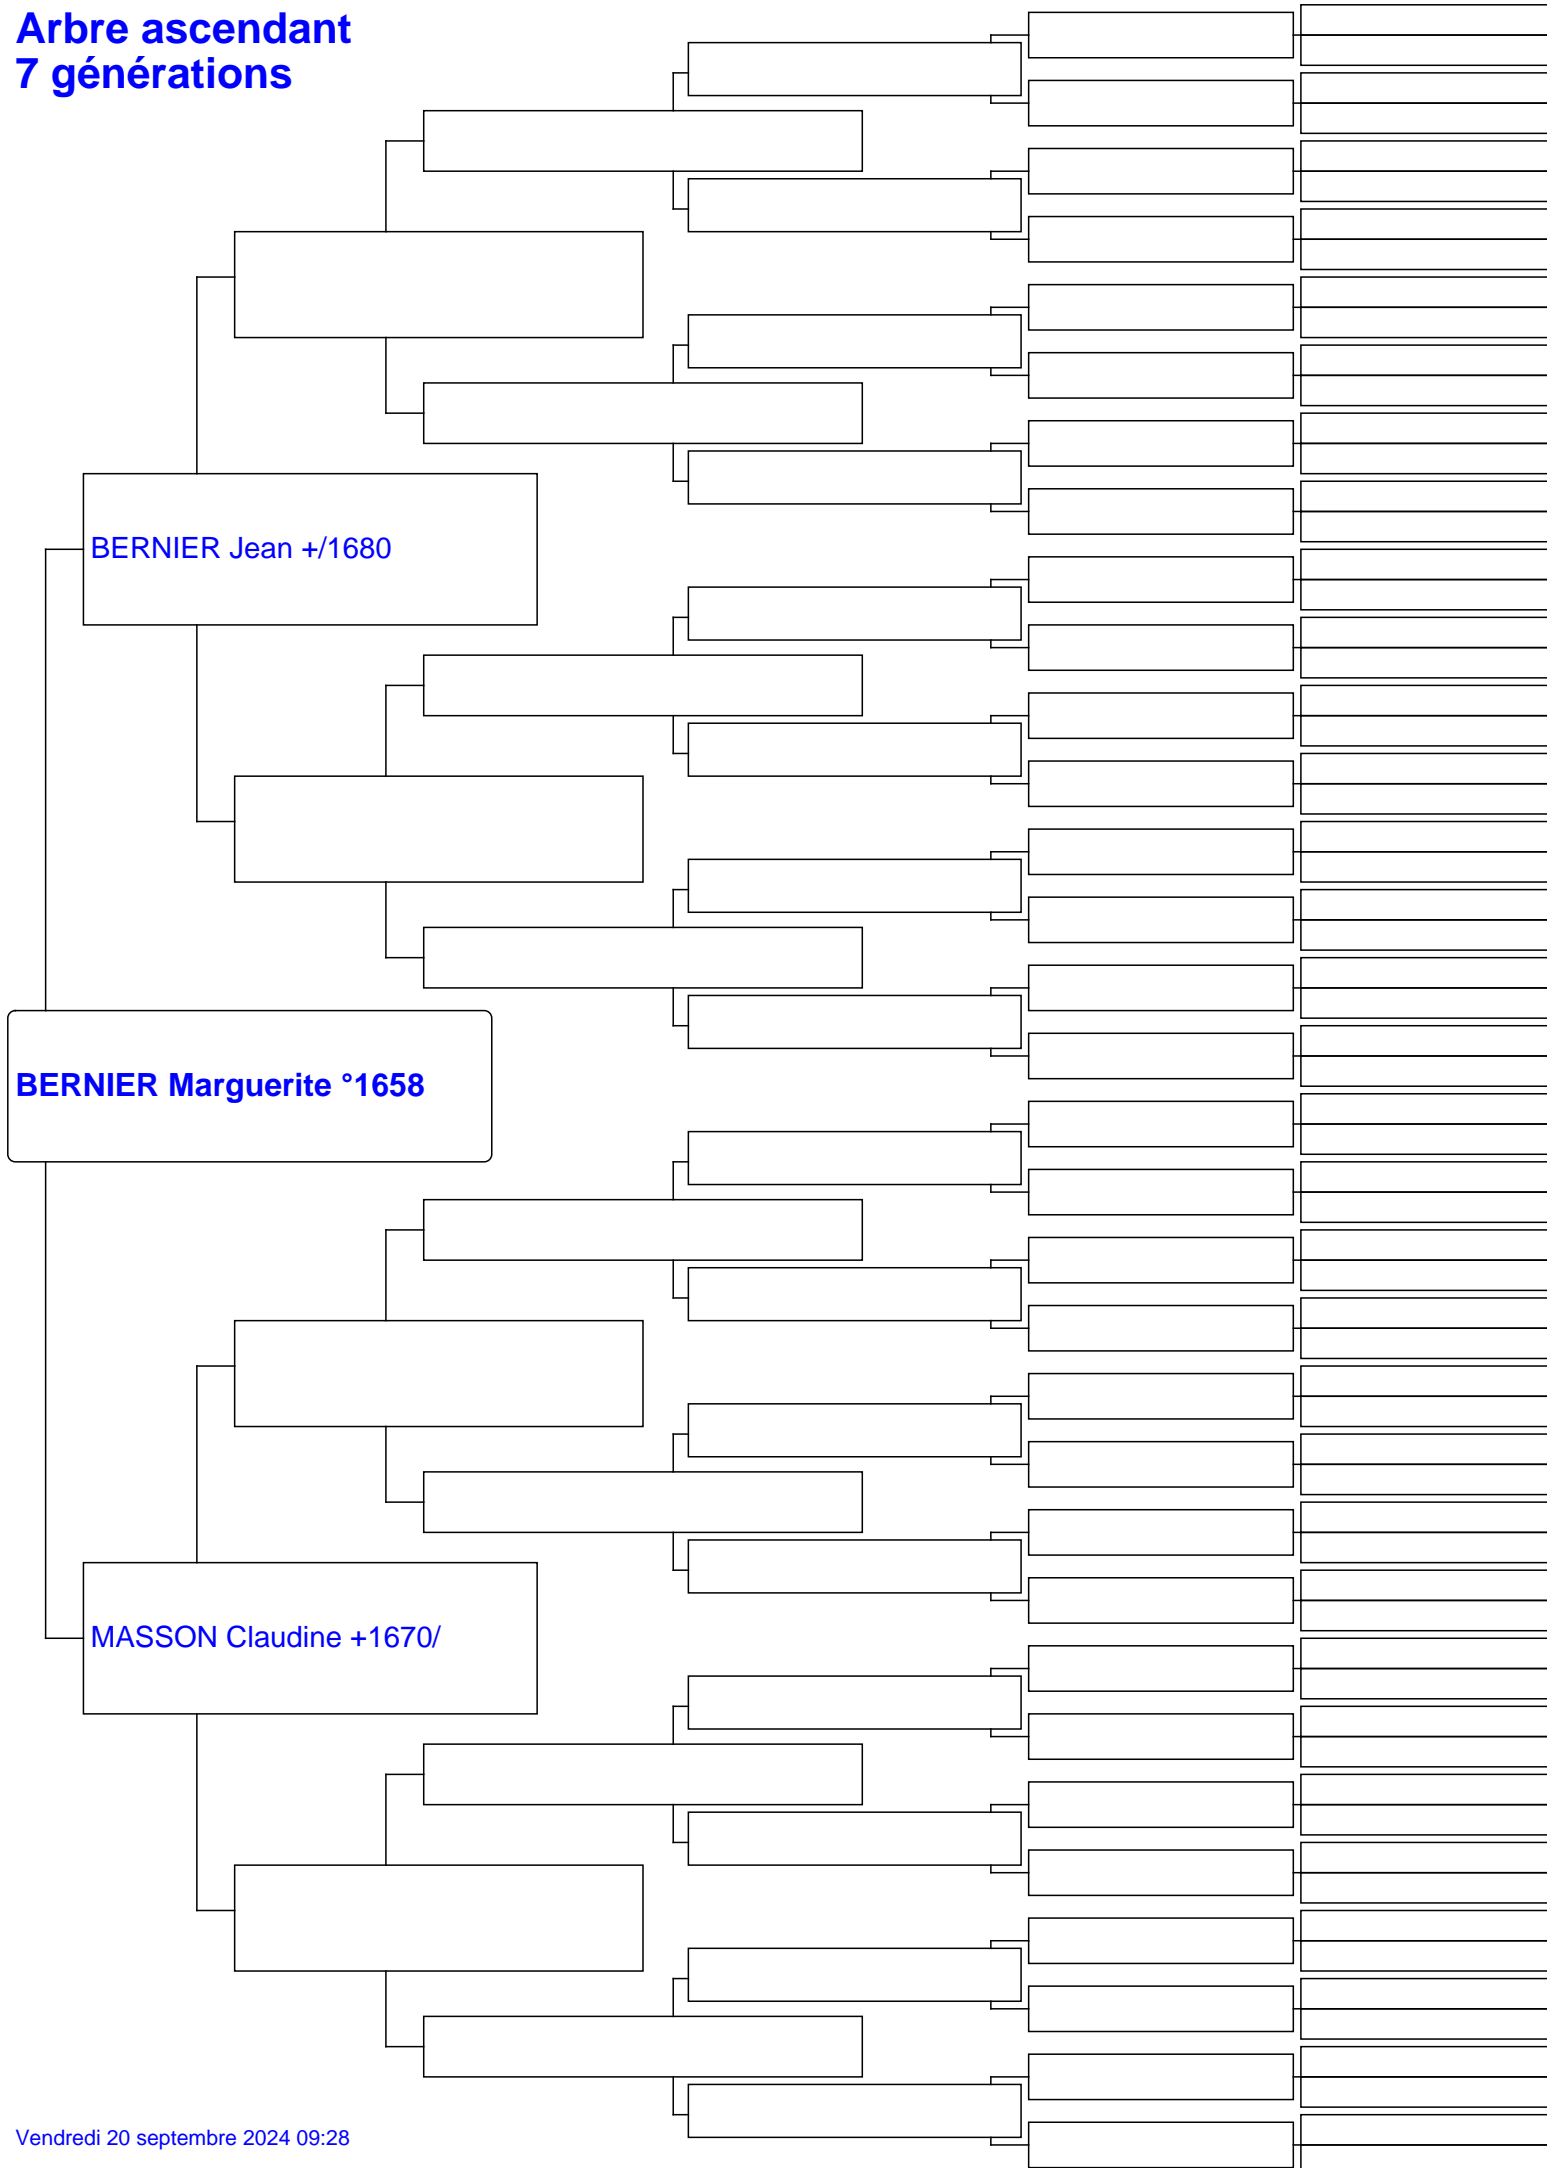 Arbre ascendant
7 générations
BERNIER Jean +/1680
BERNIER Marguerite °1658
MASSON Claudine +1670/
Vendredi 20 septembre 2024 09:28